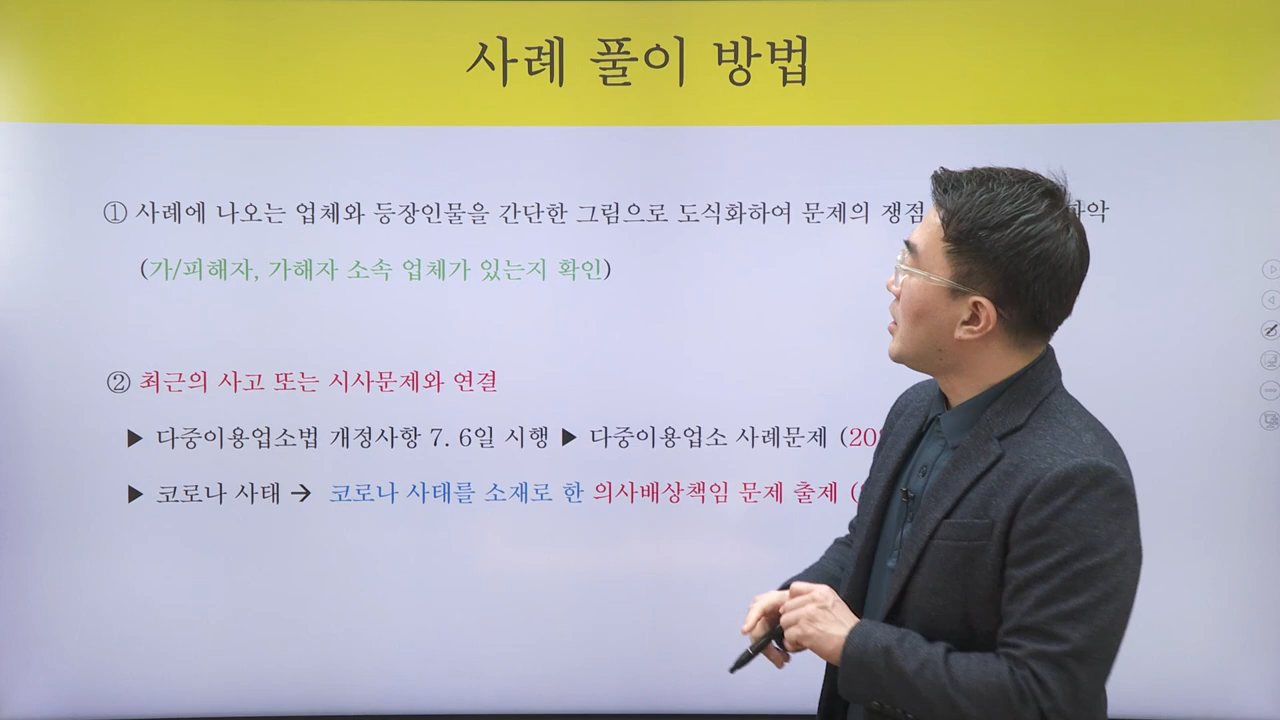 사례 풀이 방법
① 사례에 나오는 업체와 등장인물을 간단한 그림으로 도식화하여 문제의 쟁점
(가/피해자, 가해자 소속 업체가 있는지 확인)
② 최근의 사고 또는 시사문제와 연결
▶ 다중이용업소법 개정사항 7. 6일 시행 ▶ 다중이용업소 사례문제 (
▶ 코로나 사태 → 코로나 사태를 소재로 한 의사배상책임 문제 출제 (